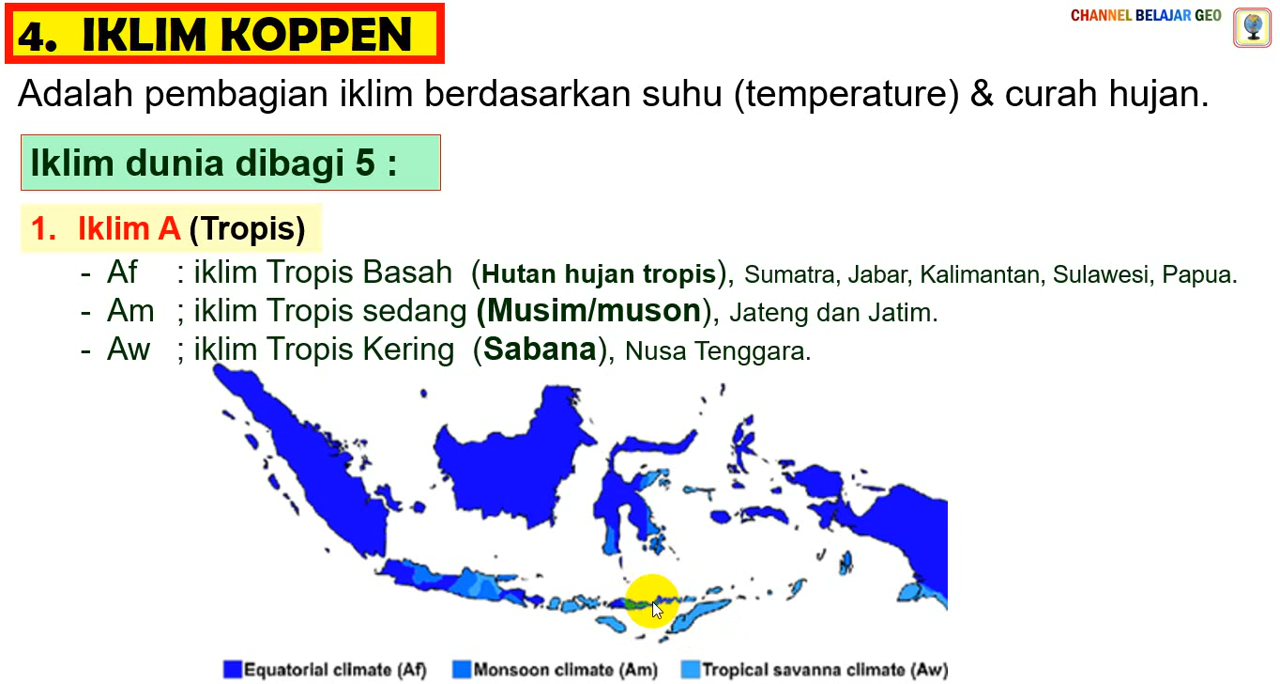 4. IKLIM KOPPEN
CHANNEL BELAJAR GEO
Adalah pembagian iklim berdasarkan suhu (temperature) & curah hujan.
Iklim dunia dibagi 5 :
1. Iklim A (Tropis)
- Af : iklim Tropis Basah (Hutan hujan tropis), Sumatra, Jabar, Kalimantan, Sulawesi, Papua.
- Am ; iklim Tropis sedang (Musim/muson), Jateng dan Jatim.
- Aw ; iklim Tropis Kering (Sabana), Nusa Tenggara.
Equatorial climate (Af) Monsoon climate (Am) Tropical savanna climate (Aw)